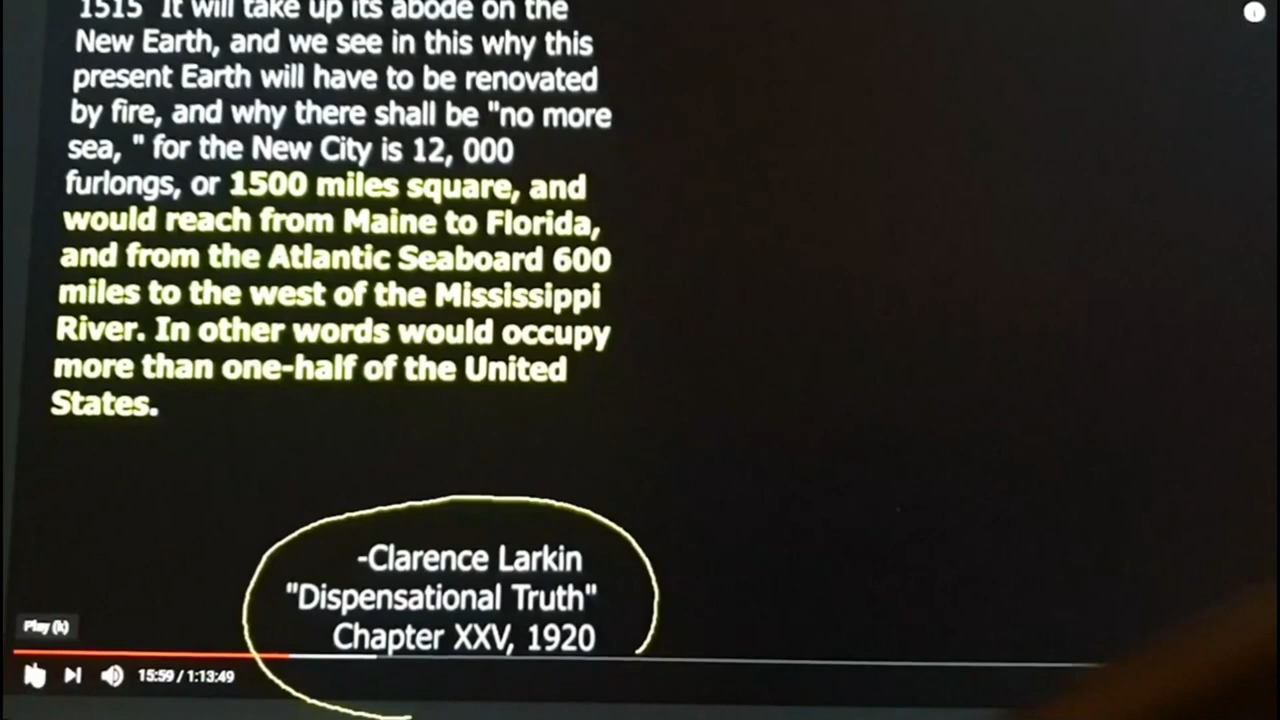 1515 It will take up its abode on the
New Earth, and we see in this why this
present Earth will have to be renovated
by fire, and why there shall be "no more
sea, " for the New City is 12, 000
furlongs, or 1500 miles square, and
would reach from Maine to Florida,
and from the Atlantic Seaboard 600
miles to the west of the Mississippi
River. In other words would occupy
more than one-half of the United
States.
-Clarence Larkin
"Dispensational Truth"
Chapter XXV, 1920
Play (k)
15:59 / 1:13:49